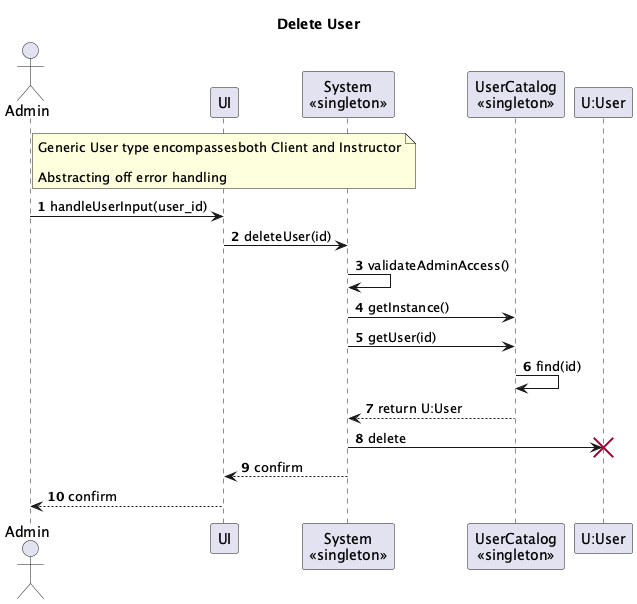 Delete User
Admin
UI
System
«singleton»
UserCatalog
«singleton»
U:User
Generic User type encompassesboth Client and Instructor
Abstracting off error handling
1 handleUserInput(user_id)
2 deleteUser(id)
3 validateAdminAccess()
4 getInstance()
5 getUser(id)
6 find(id)
7 return U:User
8 delete
9 confirm
10 confirm
Admin
UI
System
«singleton»
UserCatalog
«singleton»
U:User